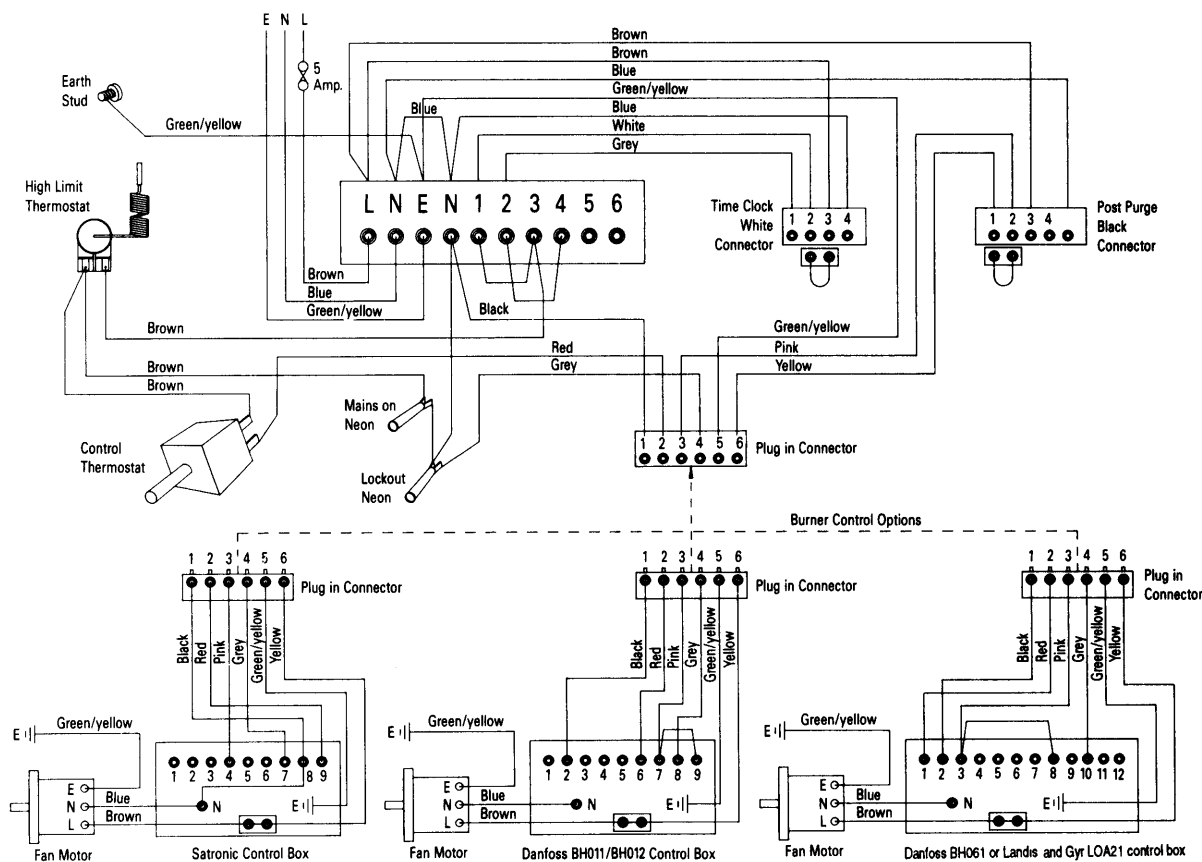 E N L
5
Amp.
Brown
Brown
Blue
Green/yellow
Blue
Blue
White
Grey
Earth
Stud
Green/yellow
High Limit
Thermostat
L N E N 1 2 3 4 5 6
Time Clock
White
Connector
1 2 3 4
1 2 3 4
Post Purge
Black
Connector
Brown
Blue
Green/yellow
Black
Brown
Red
Grey
Green/yellow
Pink
Yellow
Brown
Brown
Mains on
Neon
Control
Thermostat
Lockout
Neon
1 2 3 4 5 6
Plug in Connector
Burner Control Options
1 2 3 4 5 6
Plug in Connector
Black
Red
Pink
Grey
Green/yellow
Yellow
Green/yellow
E
1 2 3 4 5 6 7 8 9
E
N
L
Blue
Brown
N
E
Fan Motor
Satronic Control Box
1 2 3 4 5 6
Plug in Connector
Black
Red
Pink
Grey
Green/yellow
Yellow
Green/yellow
E
1 2 3 4 5 6 7 8 9
E
N
L
Blue
Brown
N
E
Fan Motor
Danfoss BH011/BH012 Control Box
1 2 3 4 5 6
Plug in
Connector
Black
Red
Pink
Grey
Green/yellow
Yellow
Green/yellow
E
1 2 3 4 5 6 7 8 9 10 11 12
E
N
L
Blue
Brown
N
E
Fan Motor
Danfoss BH061 or Landis and Gyr LOA21 control box